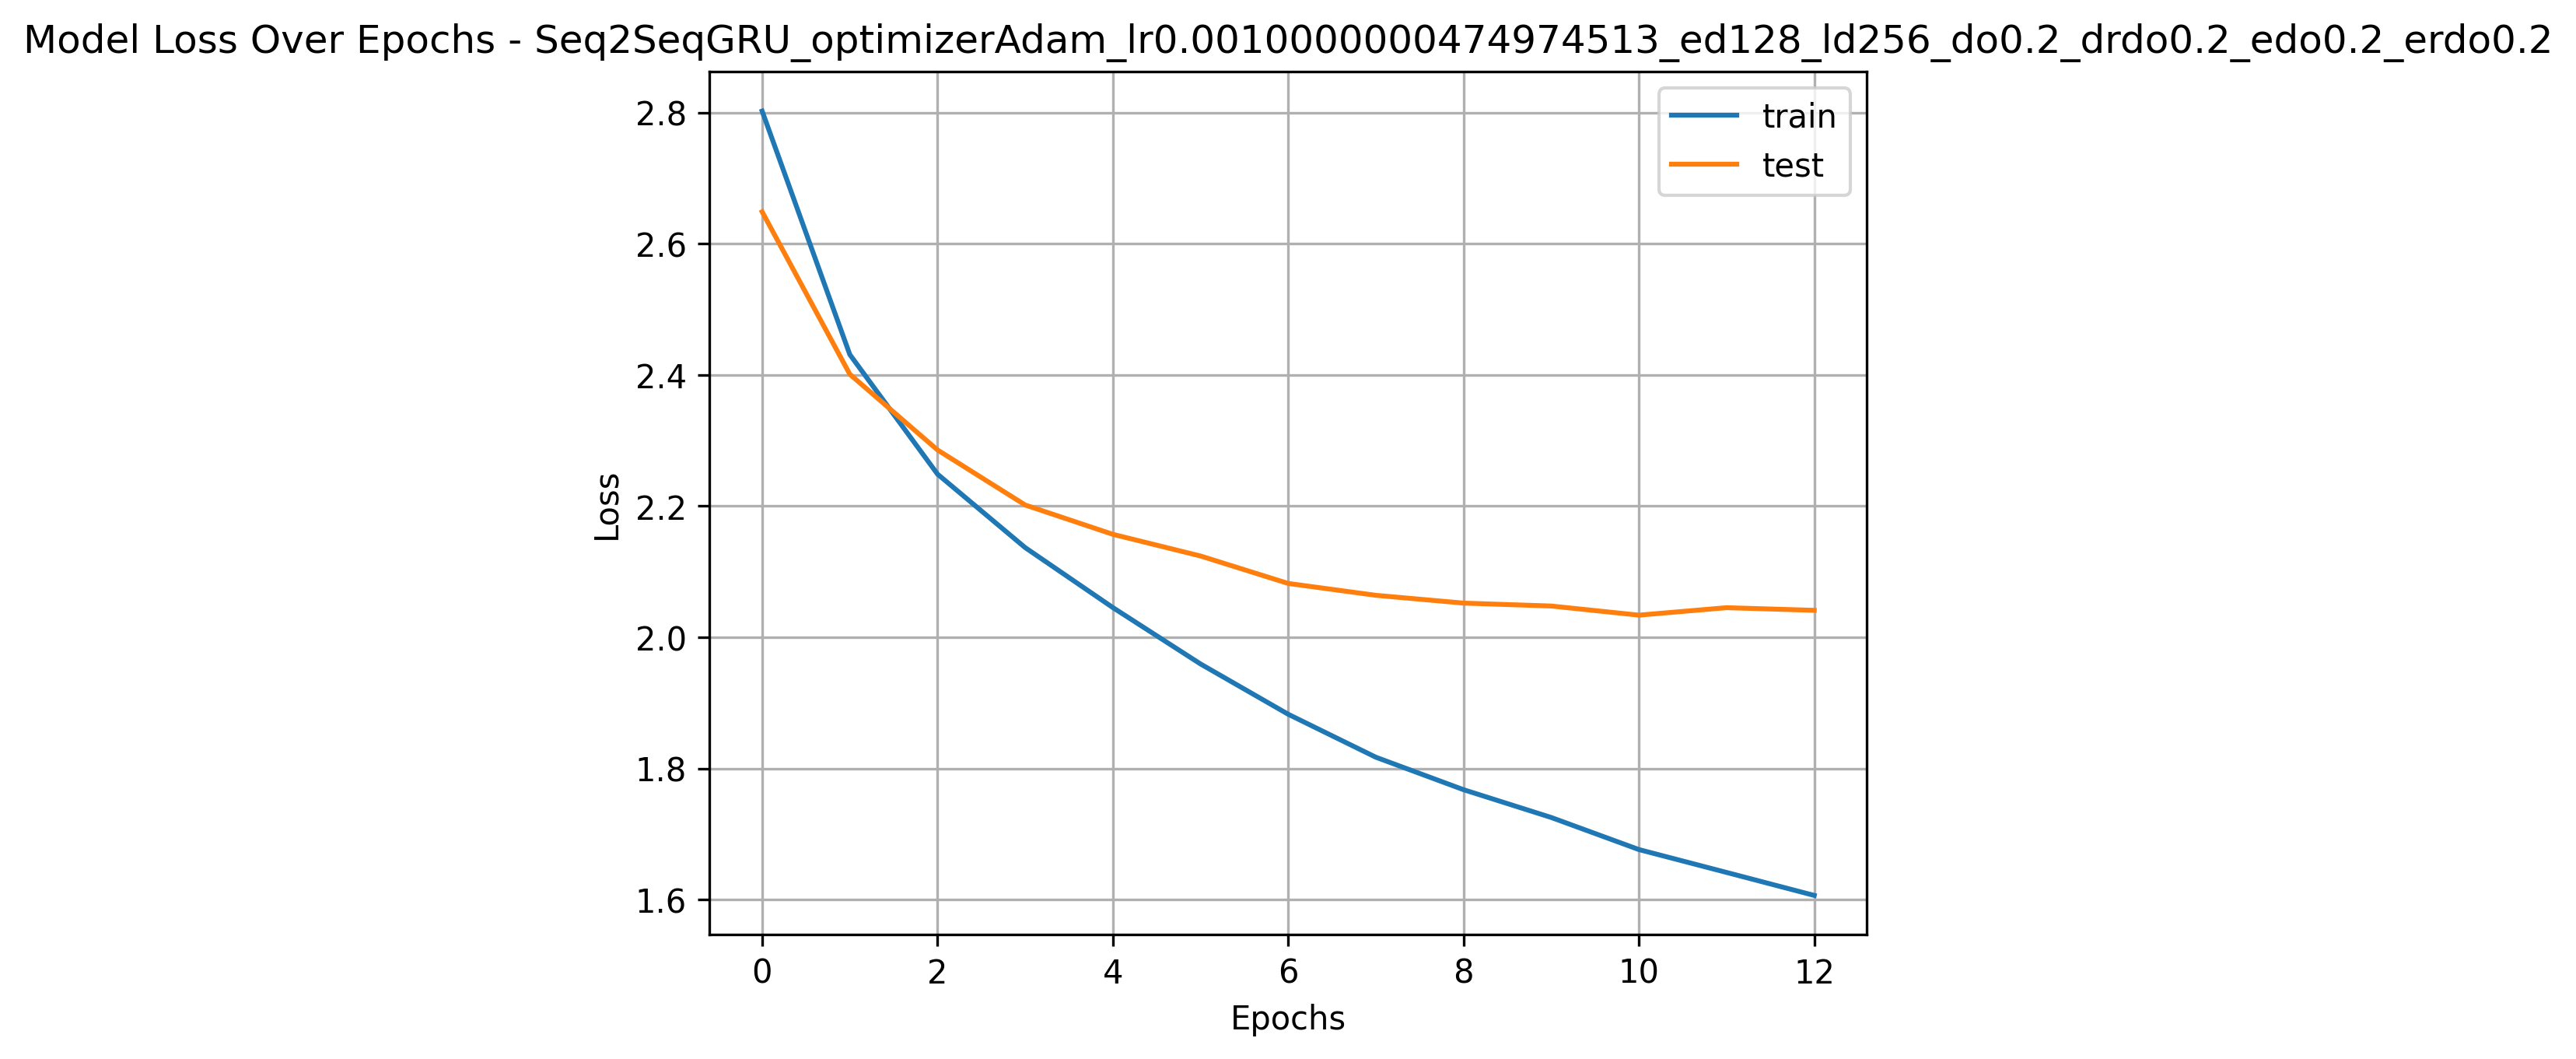 Model Loss Over Epochs - Seq2SeqGRU_optimizerAdam_lr0.0010000000474974513_ed128_ld256_do0.2_drdo0.2_edo0.2_erdo0.2
train
test
Loss
2.8
2.6
2.4
2.2
2.0
1.8
1.6
0 2 4 6 8 10 12
Epochs